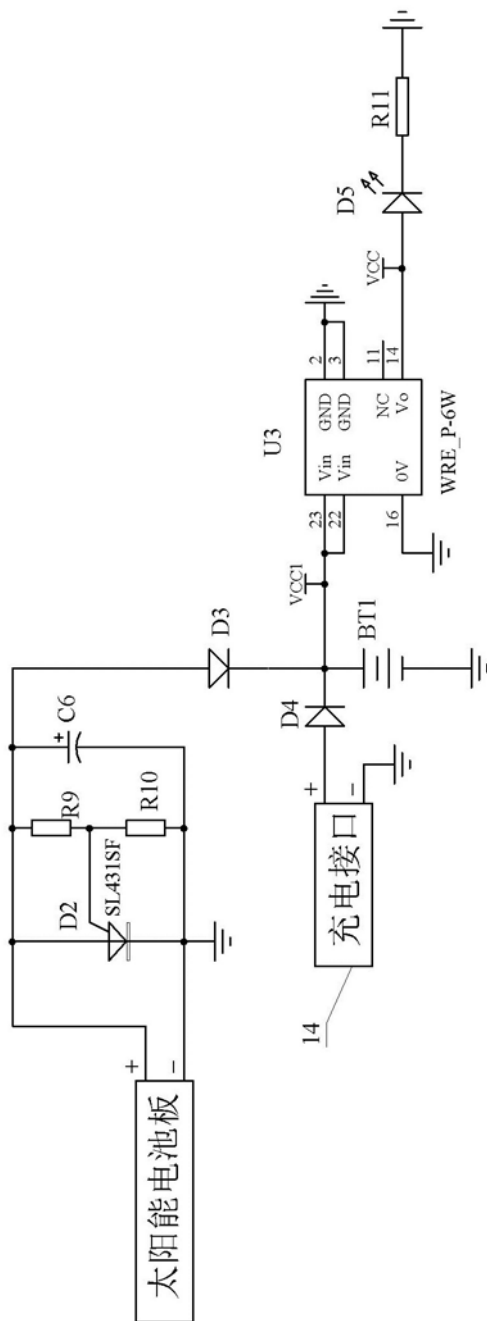 太阳能电池板
+
−
D2
SL431SF
R9
R10
C6
+
D3
14
充电接口
+
−
D4
BT1
VCC1
U3
23
22
16
Vin
Vin
0V
GND
GND
NC
Vo
2
3
11
14
WRE_P-6W
VCC
D5
R11